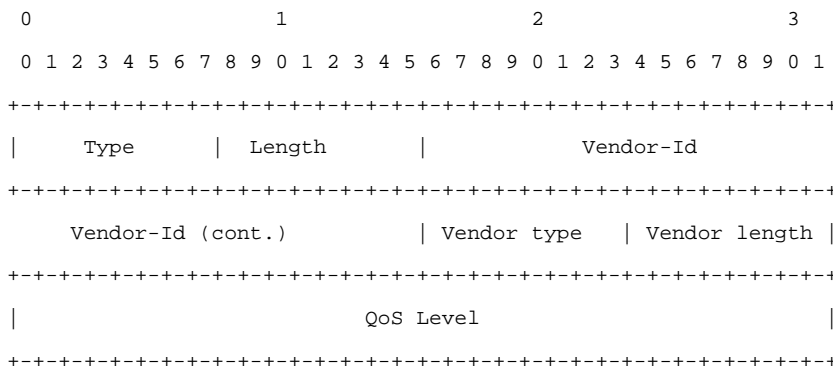 0                   1                   2                   3
0 1 2 3 4 5 6 7 8 9 0 1 2 3 4 5 6 7 8 9 0 1 2 3 4 5 6 7 8 9 0 1
+-+-+-+-+-+-+-+-+-+-+-+-+-+-+-+-+-+-+-+-+-+-+-+-+-+-+-+-+-+-+-+-+
|     Type      |  Length       |            Vendor-Id
+-+-+-+-+-+-+-+-+-+-+-+-+-+-+-+-+-+-+-+-+-+-+-+-+-+-+-+-+-+-+-+-+
     Vendor-Id (cont.)          | Vendor type   | Vendor length |
+-+-+-+-+-+-+-+-+-+-+-+-+-+-+-+-+-+-+-+-+-+-+-+-+-+-+-+-+-+-+-+-+
|                           QoS Level                           |
+-+-+-+-+-+-+-+-+-+-+-+-+-+-+-+-+-+-+-+-+-+-+-+-+-+-+-+-+-+-+-+-+